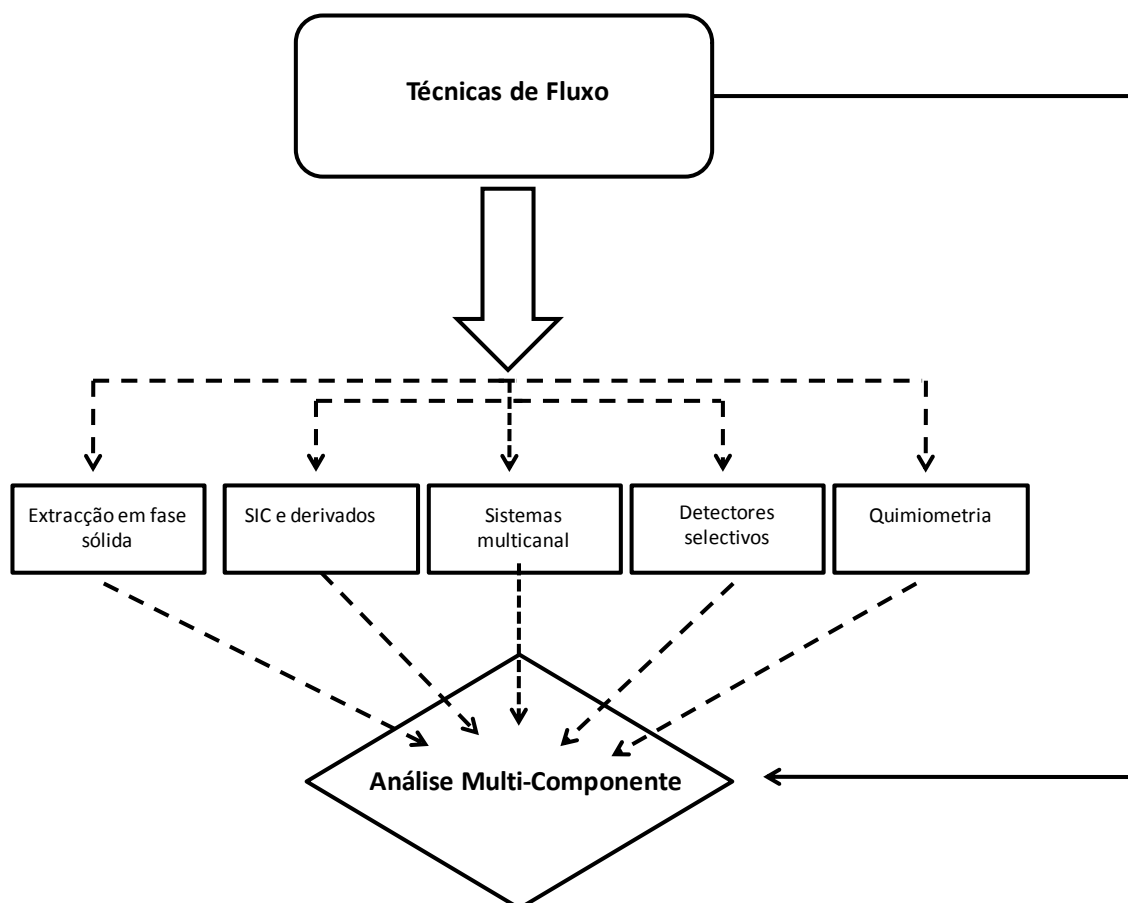 Técnicas de Fluxo
Extracção em fase
sólida
SIC e derivados
Sistemas
multicanal
Detectores
selectivos
Quimiometria
Análise Multi-Componente